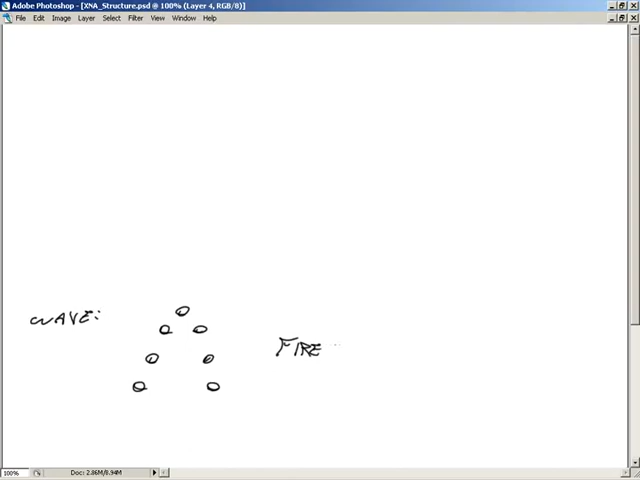 Adobe Photoshop - [XNA_Structure.psd @ 100% (Layer 4, RGB/8)]
File Edit Image Layer Select Filter View Window Help
WAVE:
FIRE
100% Doc: 2.86M/8.94M